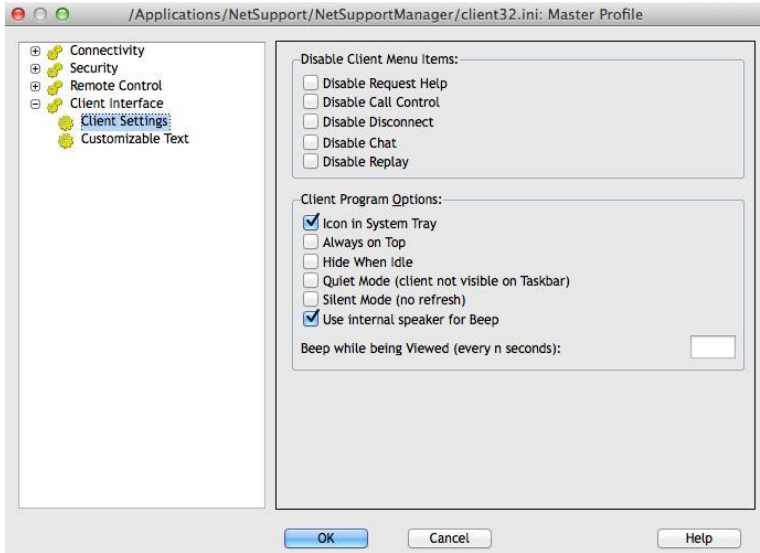 /Applications/NetSupport/NetSupportManager/client32.ini: Master Profile
Connectivity
Security
Remote Control
Client Interface
Client Settings
Customizable Text
Disable Client Menu Items:
Disable Request Help
Disable Call Control
Disable Disconnect
Disable Chat
Disable Replay
Client Program Options:
Icon in System Tray
Always on Top
Hide When Idle
Quiet Mode (client not visible on Taskbar)
Silent Mode (no refresh)
Use internal speaker for Beep
Beep while being Viewed (every n seconds):
OK
Cancel
Help